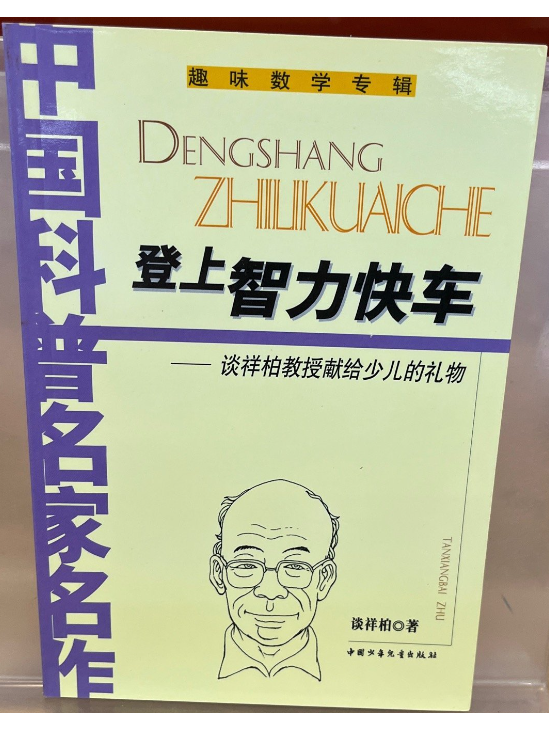 中国科普名家名作
趣味数学专辑
DENGSHANG
ZHILIKUAICHE
登上智力快车
——谈祥柏教授献给少儿的礼物
TANXIANGBAI ZHU
谈祥柏◎著
中国少年儿童出版社